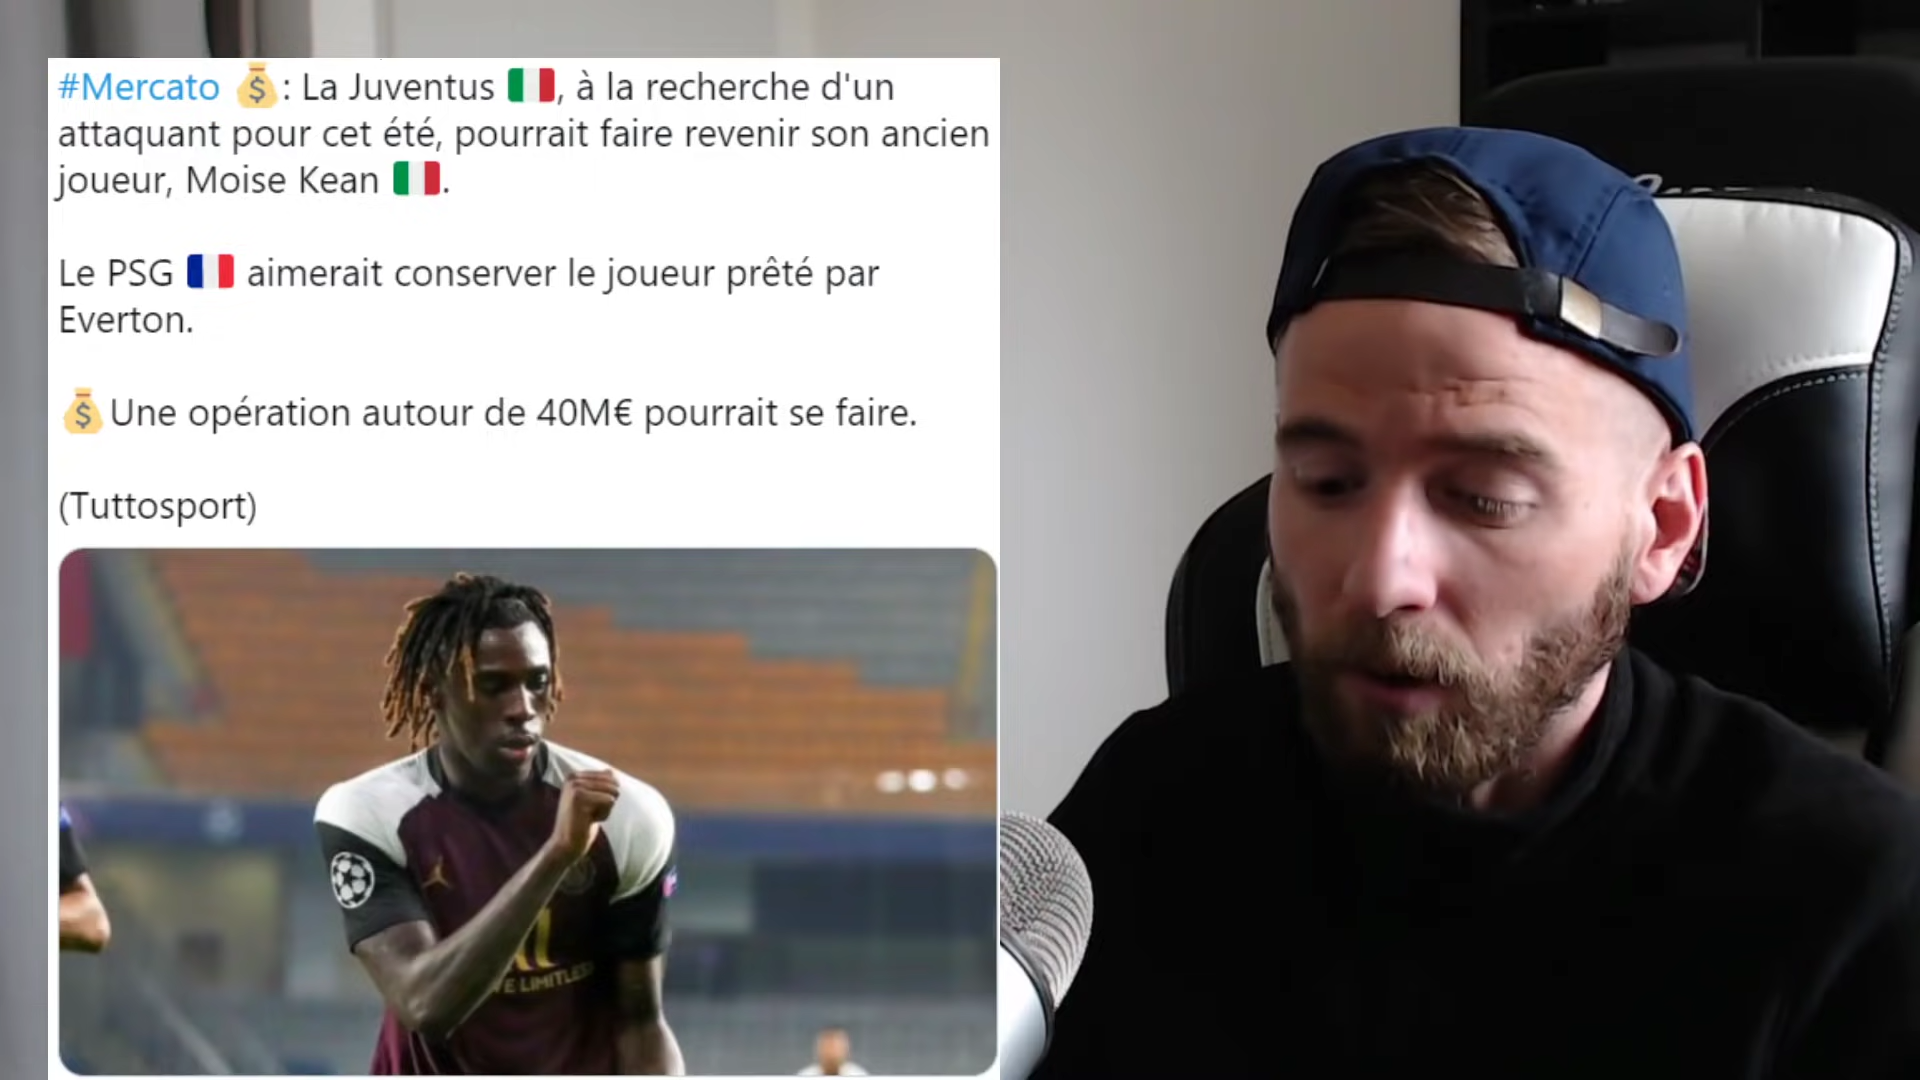 #Mercato 💰: La Juventus 🇮🇹, à la recherche d'un
attaquant pour cet été, pourrait faire revenir son ancien
joueur, Moise Kean 🇮🇹.
Le PSG 🇫🇷 aimerait conserver le joueur prêté par
Everton.
💰Une opération autour de 40M€ pourrait se faire.
(Tuttosport)
LIMITLESS